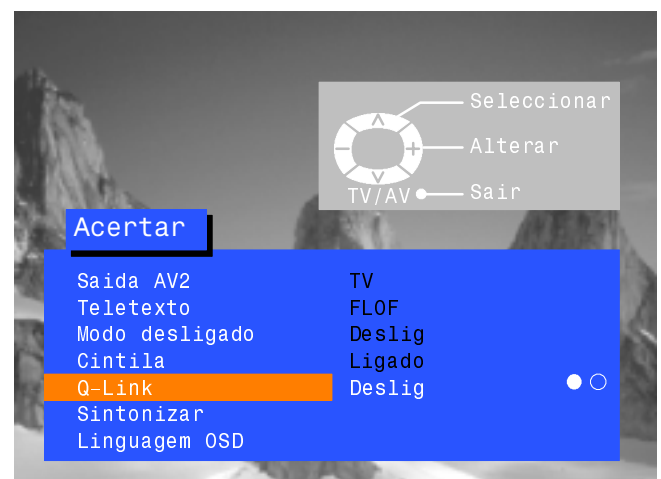 Seleccionar
Alterar
TV/AV Sair
Acertar
Saida AV2 TV
Teletexto FLOF
Modo desligado Deslig
Cintila Ligado
Q-Link Deslig
Sintonizar
Linguagem OSD